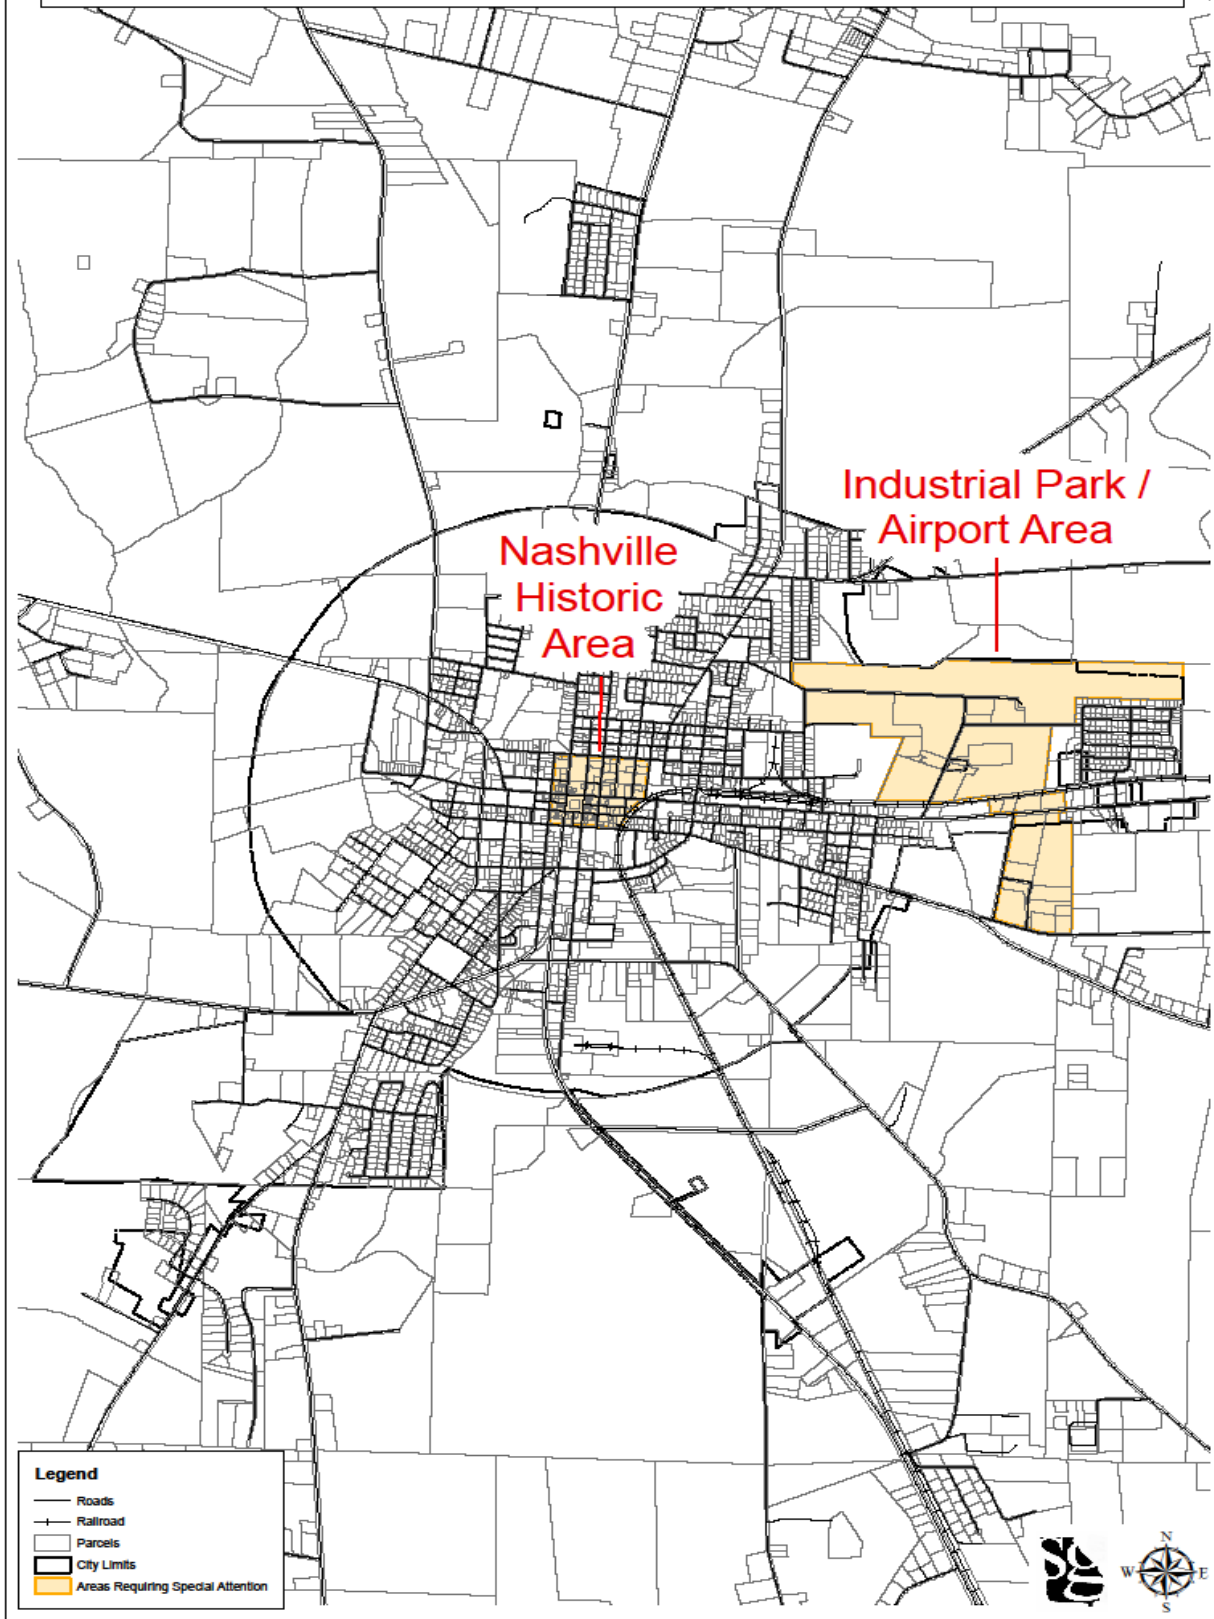 Industrial Park /
Airport Area
Nashville
Historic
Area
Legend
Roads
Railroad
Parcels
City Limits
Areas Requiring Special Attention
N
W E
S